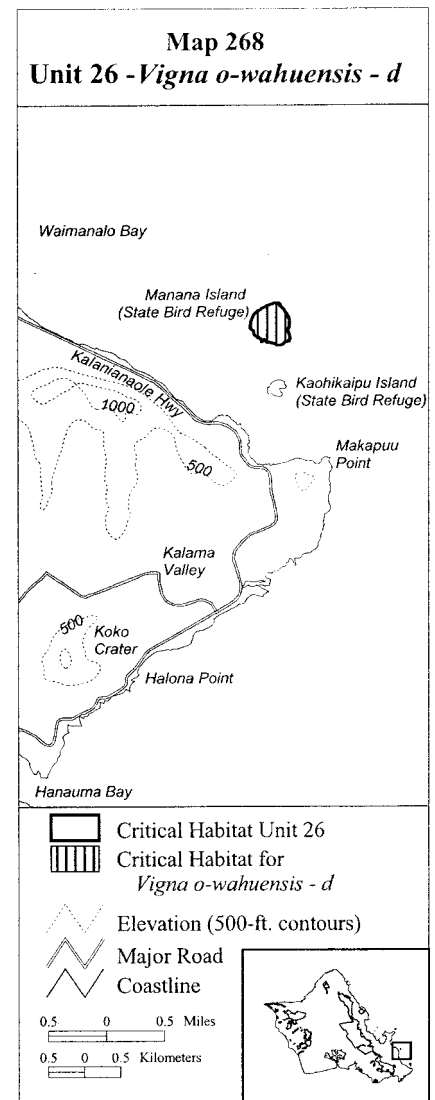 Map 268
Unit 26 -Vigna o-wahuensis - d
Waimanalo Bay
Manana Island
(State Bird Refuge)
Kalanianaole Hwy
Kaohikaipu Island
(State Bird Refuge)
1000
500
Makapuu
Point
Kalama
Valley
500
Koko
Crater
Halona Point
Hanauma Bay
Critical Habitat Unit 26
Critical Habitat for
Vigna o-wahuensis - d
Elevation (500-ft. contours)
Major Road
Coastline
0.5 0 0.5 Miles
0.5 0 0.5 Kilometers